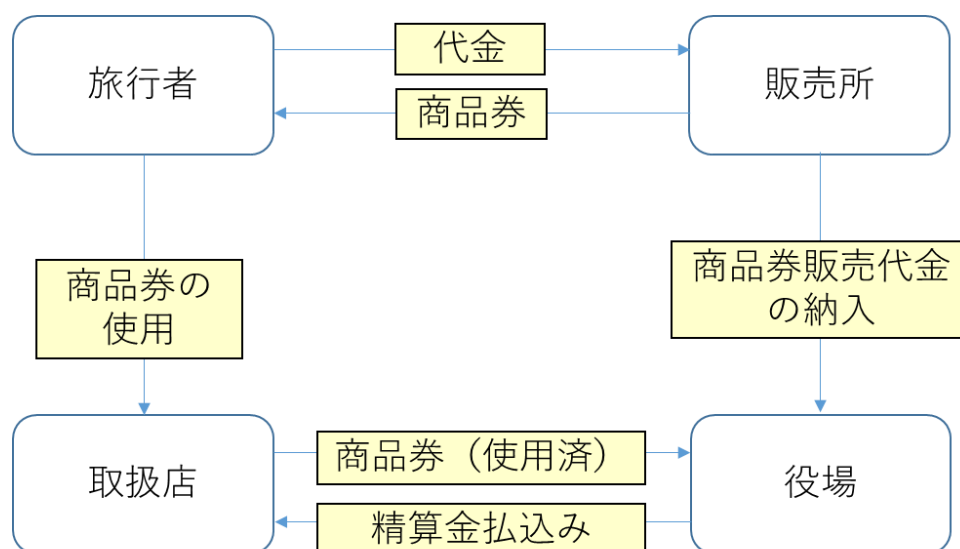 旅行者
代金
販売所
商品券
商品券の
使用
商品券販売代金
の納入
取扱店
商品券（使用済）
役場
精算金払込み